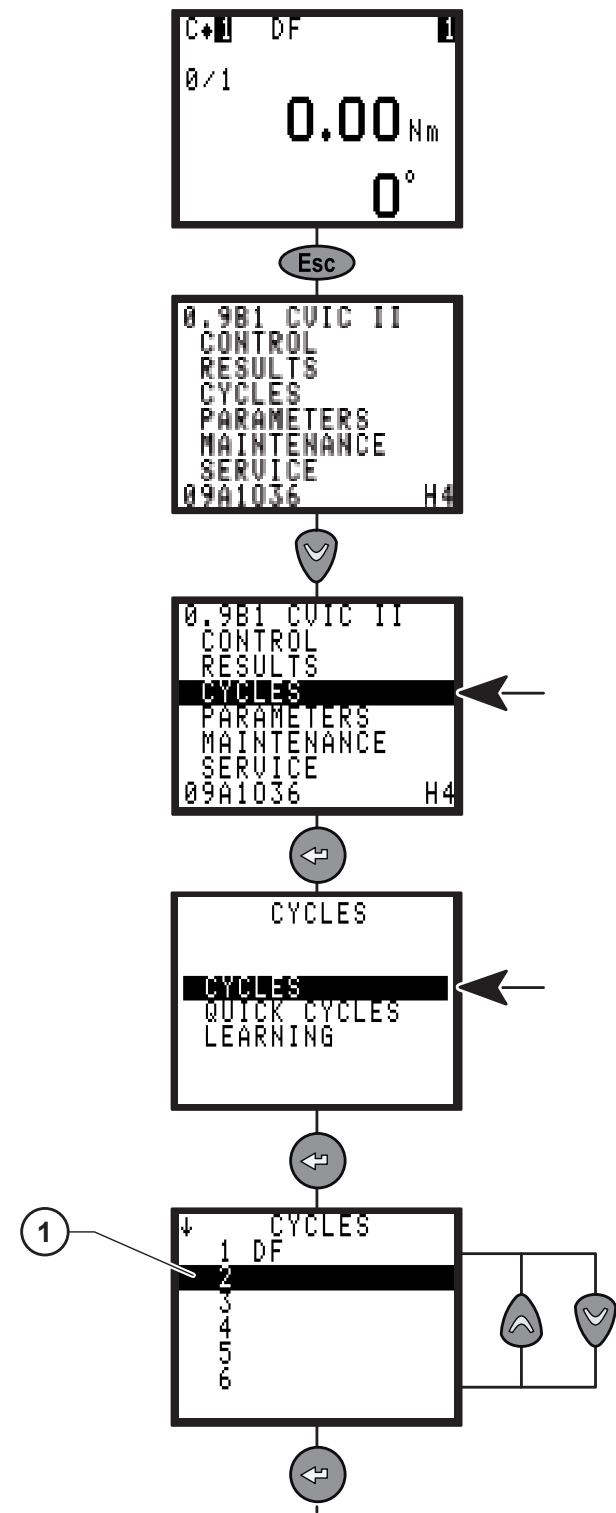 C♦1 DF 1
0/1
0.00 Nm
0°
Esc
0.9B1 CVIC II
CONTROL
RESULTS
CYCLES
PARAMETERS
MAINTENANCE
SERVICE
09A1036 H4
0.9B1 CVIC II
CONTROL
RESULTS
CYCLES
PARAMETERS
MAINTENANCE
SERVICE
09A1036 H4
CYCLES
CYCLES
QUICK CYCLES
LEARNING
1
↓ CYCLES
1 DF
2
3
4
5
6